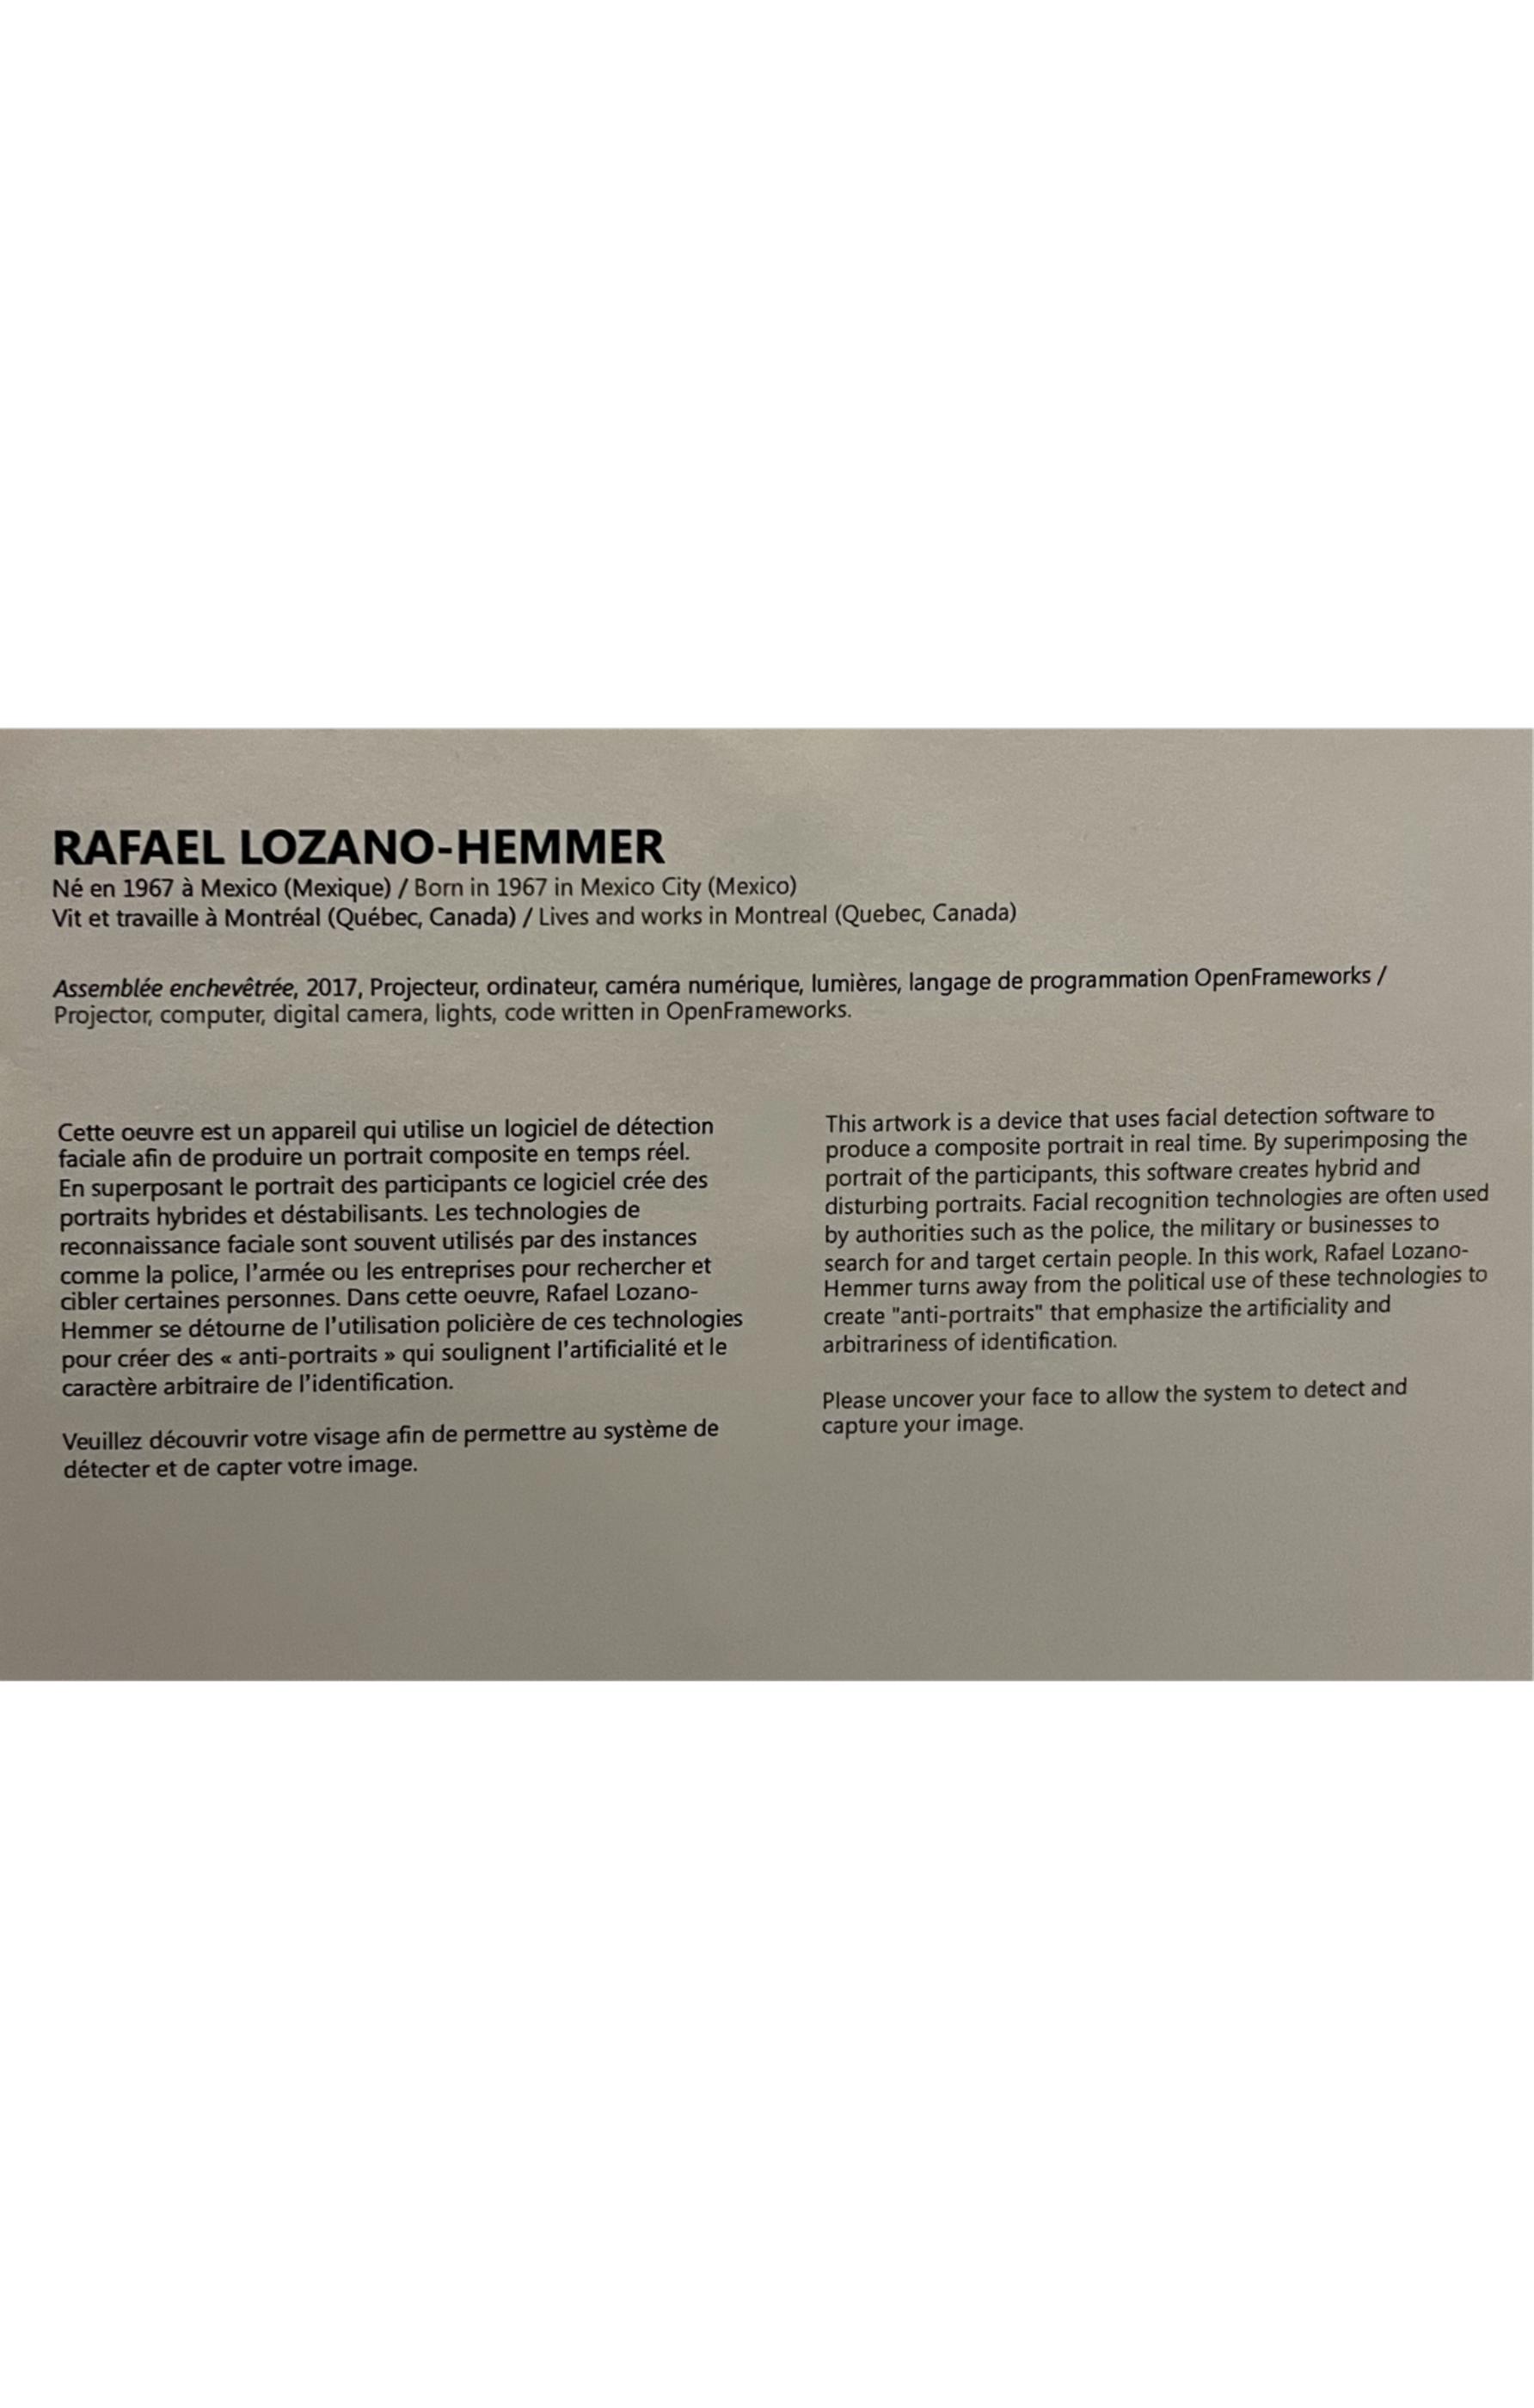 RAFAEL LOZANO-HEMMER
Né en 1967 à Mexico (Mexique) / Born in 1967 in Mexico City (Mexico)
Vit et travaille à Montréal (Québec, Canada) / Lives and works in Montreal (Quebec, Canada)
Assemblée enchevêtrée, 2017, Projecteur, ordinateur, caméra numérique, lumières, langage de programmation OpenFrameworks /
Projector, computer, digital camera, lights, code written in OpenFrameworks.
Cette oeuvre est un appareil qui utilise un logiciel de détection
faciale afin de produire un portrait composite en temps réel.
En superposant le portrait des participants ce logiciel crée des
portraits hybrides et déstabilisants. Les technologies de
reconnaissance faciale sont souvent utilisés par des instances
comme la police, l'armée ou les entreprises pour rechercher et
cibler certaines personnes. Dans cette oeuvre, Rafael Lozano-
Hemmer se détourne de l'utilisation policière de ces technologies
pour créer des « anti-portraits » qui soulignent l'artificialité et le
caractère arbitraire de l'identification.
Veuillez découvrir votre visage afin de permettre au système de
détecter et de capter votre image.
This artwork is a device that uses facial detection software to
produce a composite portrait in real time. By superimposing the
portrait of the participants, this software creates hybrid and
disturbing portraits. Facial recognition technologies are often used
by authorities such as the police, the military or businesses to
search for and target certain people. In this work, Rafael Lozano-
Hemmer turns away from the political use of these technologies to
create "anti-portraits" that emphasize the artificiality and
arbitrariness of identification.
Please uncover your face to allow the system to detect and
capture your image.